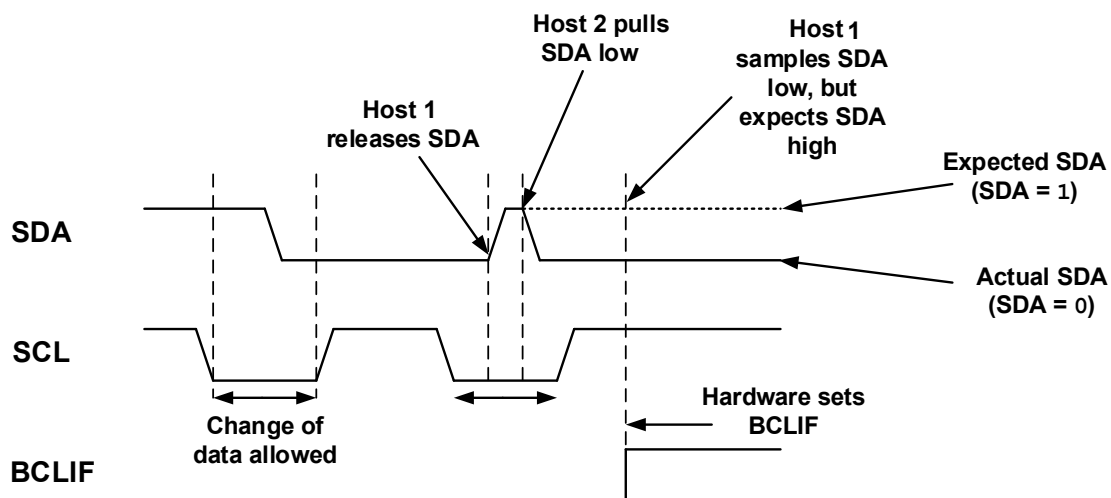 Host 2 pulls
SDA low
Host 1
samples SDA
low, but
expects SDA
high
Host 1
releases SDA
Expected SDA
(SDA = 1)
SDA
Actual SDA
(SDA = 0)
SCL
Change of
data allowed
Hardware sets
BCLIF
BCLIF